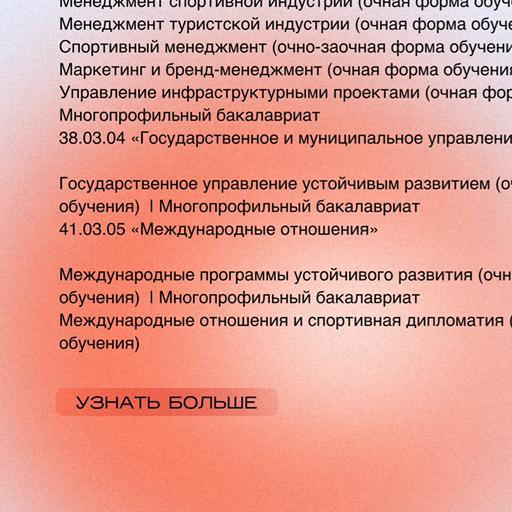 Менеджмент спортивной индустрии (очная форма обуч
Менеджмент туристской индустрии (очная форма обуче
Спортивный менеджмент (очно-заочная форма обучени
Маркетинг и бренд-менеджмент (очная форма обучения
Управление инфраструктурными проектами (очная фор
Многопрофильный бакалавриат
38.03.04 «Государственное и муниципальное управлени
Государственное управление устойчивым развитием (оч
обучения) | Многопрофильный бакалавриат
41.03.05 «Международные отношения»
Международные программы устойчивого развития (очн
обучения) | Многопрофильный бакалавриат
Международные отношения и спортивная дипломатия (
обучения)
УЗНАТЬ БОЛЬШЕ